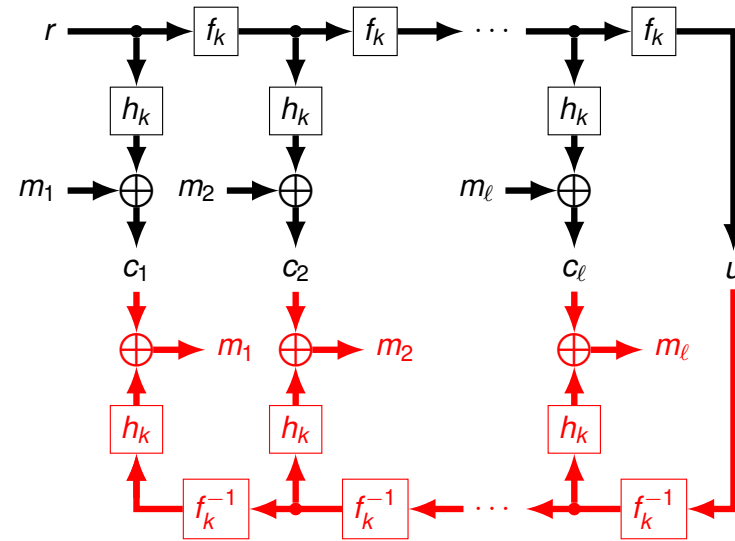 r f_k f_k ⋯ f_k
h_k h_k h_k
m_1 ⊕ m_2 ⊕ m_ℓ ⊕
c_1 c_2 c_ℓ u
⊕ m_1 ⊕ m_2 ⊕ m_ℓ
h_k h_k h_k
f_k^{-1} f_k^{-1} ⋯ f_k^{-1}